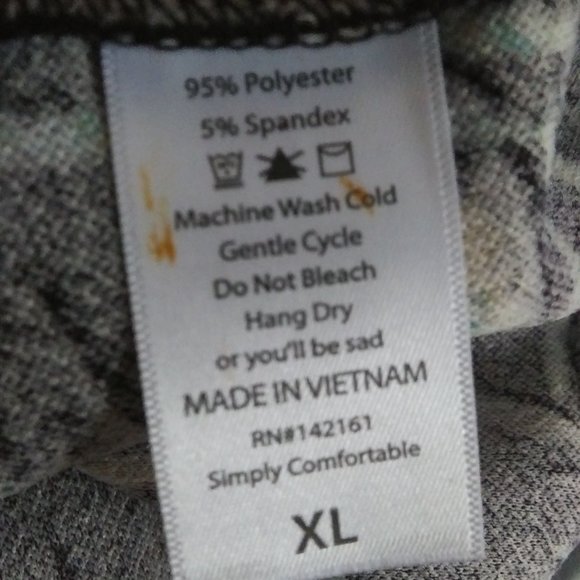 95% Polyester
5% Spandex
Machine Wash Cold
Gentle Cycle
Do Not Bleach
Hang Dry
or you'll be sad
MADE IN VIETNAM
RN#142161
Simply Comfortable
XL